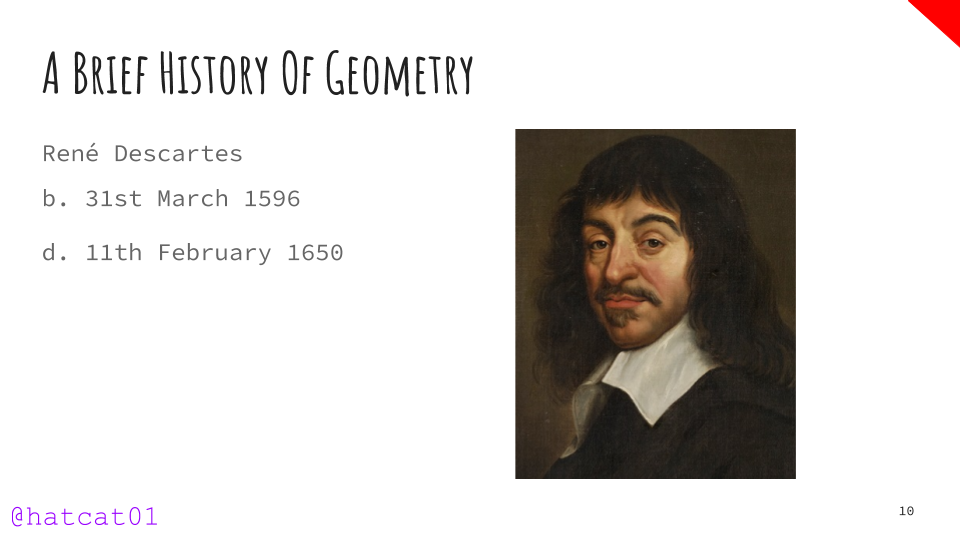 A Brief History Of Geometry
René Descartes
b. 31st March 1596
d. 11th February 1650
@hatcat01
10